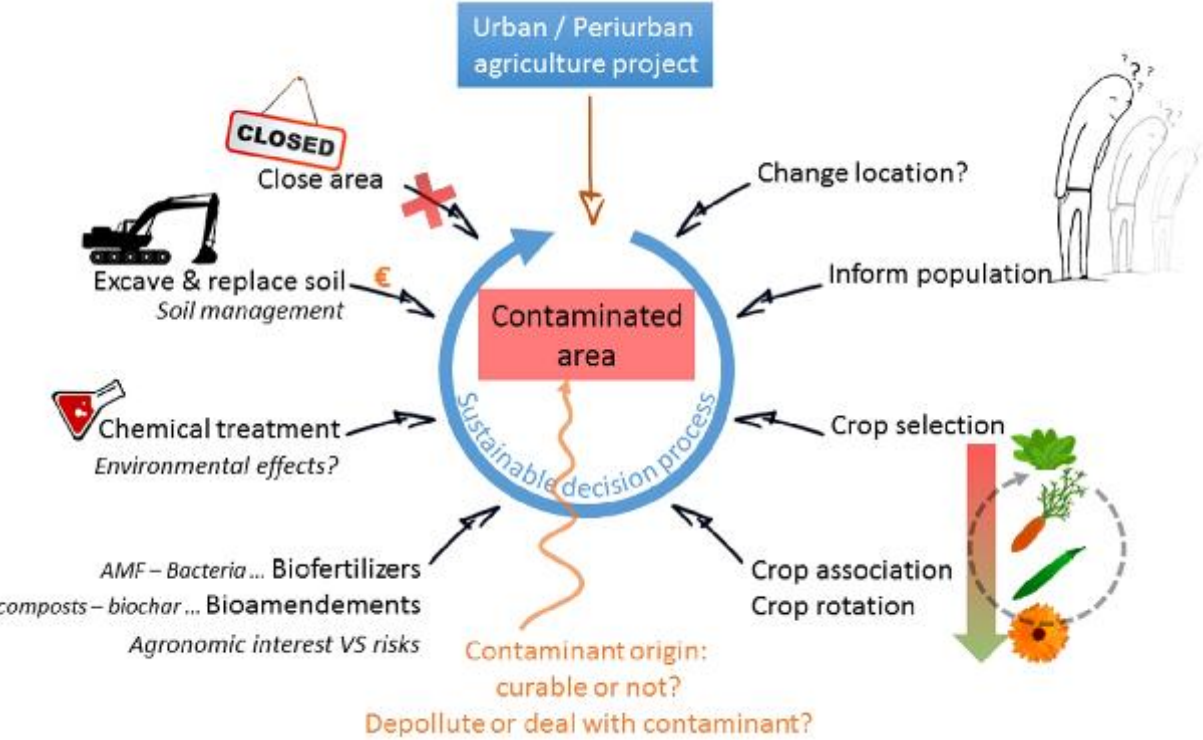 Urban / Periurban
agriculture project
CLOSED
Close area
Change location?
???
???
Excave & replace soil
€
Soil management
Inform population
Contaminated
area
Chemical treatment
Environmental effects?
Crop selection
Sustainable decision process
AMF – Bacteria ... Biofertilizers
composts – biochar ... Bioamendements
Agronomic interest VS risks
Crop association
Crop rotation
Contaminant origin:
curable or not?
Depollute or deal with contaminant?